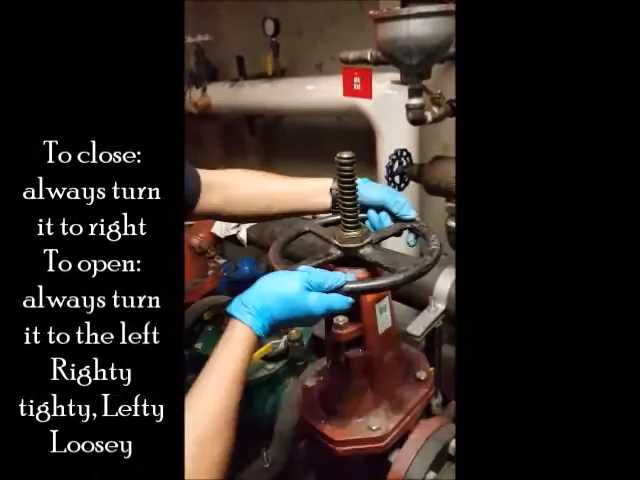 To close:
always turn
it to right
To open:
always turn
it to the left
Righty
tighty, Lefty
Loosey